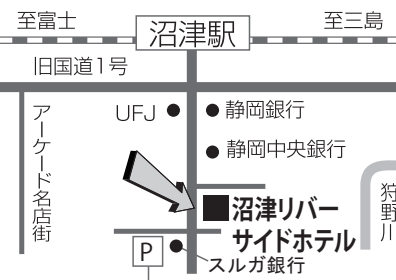 至富士
沼津駅
至三島
旧国道1号
アーケード名店街
UFJ
静岡銀行
静岡中央銀行
沼津リバー
サイドホテル
狩野川
P
スルガ銀行